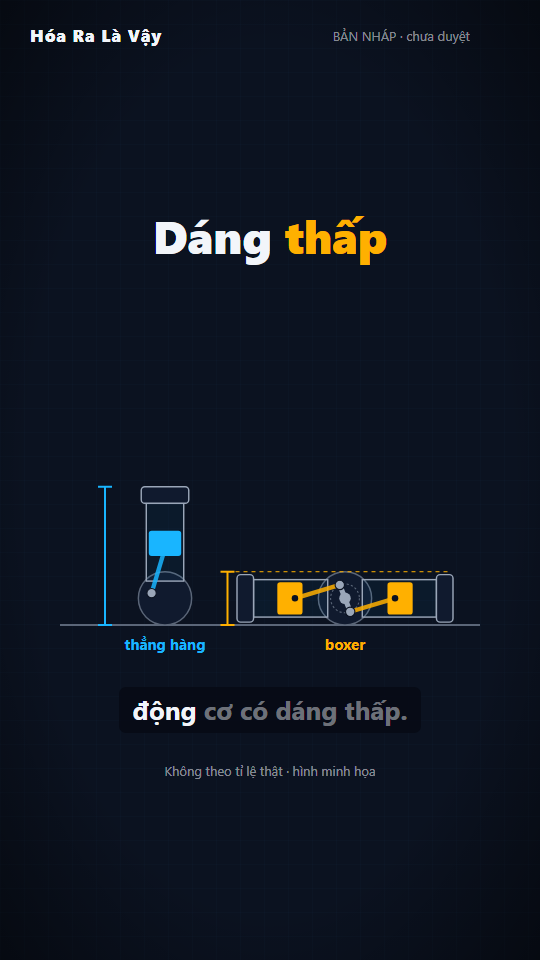 Hóa Ra Là Vậy
BẢN NHÁP · chưa duyệt
Dáng thấp
thẳng hàng
boxer
động cơ có dáng thấp.
Không theo tỉ lệ thật · hình minh họa